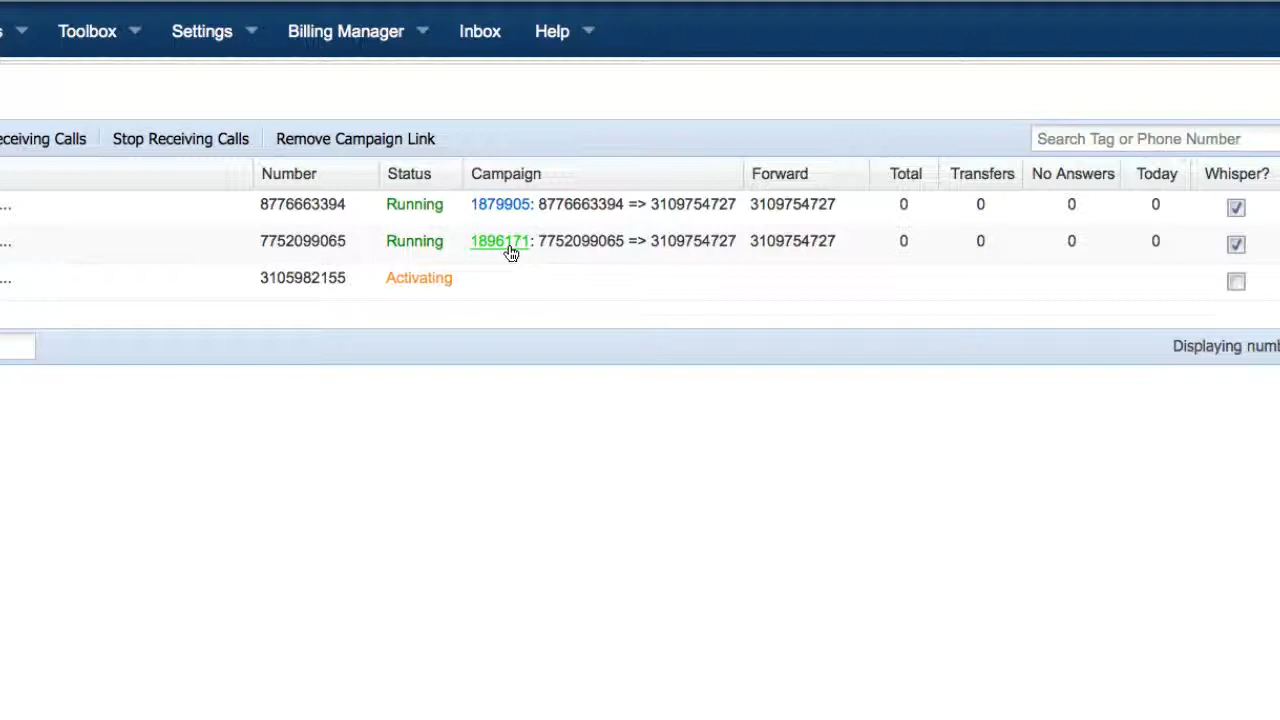 s Toolbox Settings Billing Manager Inbox Help
eceiving Calls Stop Receiving Calls Remove Campaign Link Search Tag or Phone Number
Number Status Campaign Forward Total Transfers No Answers Today Whisper?
... 8776663394 Running 1879905: 8776663394 => 3109754727 3109754727 0 0 0 0
... 7752099065 Running 1896171: 7752099065 => 3109754727 3109754727 0 0 0 0
... 3105982155 Activating
Displaying numb